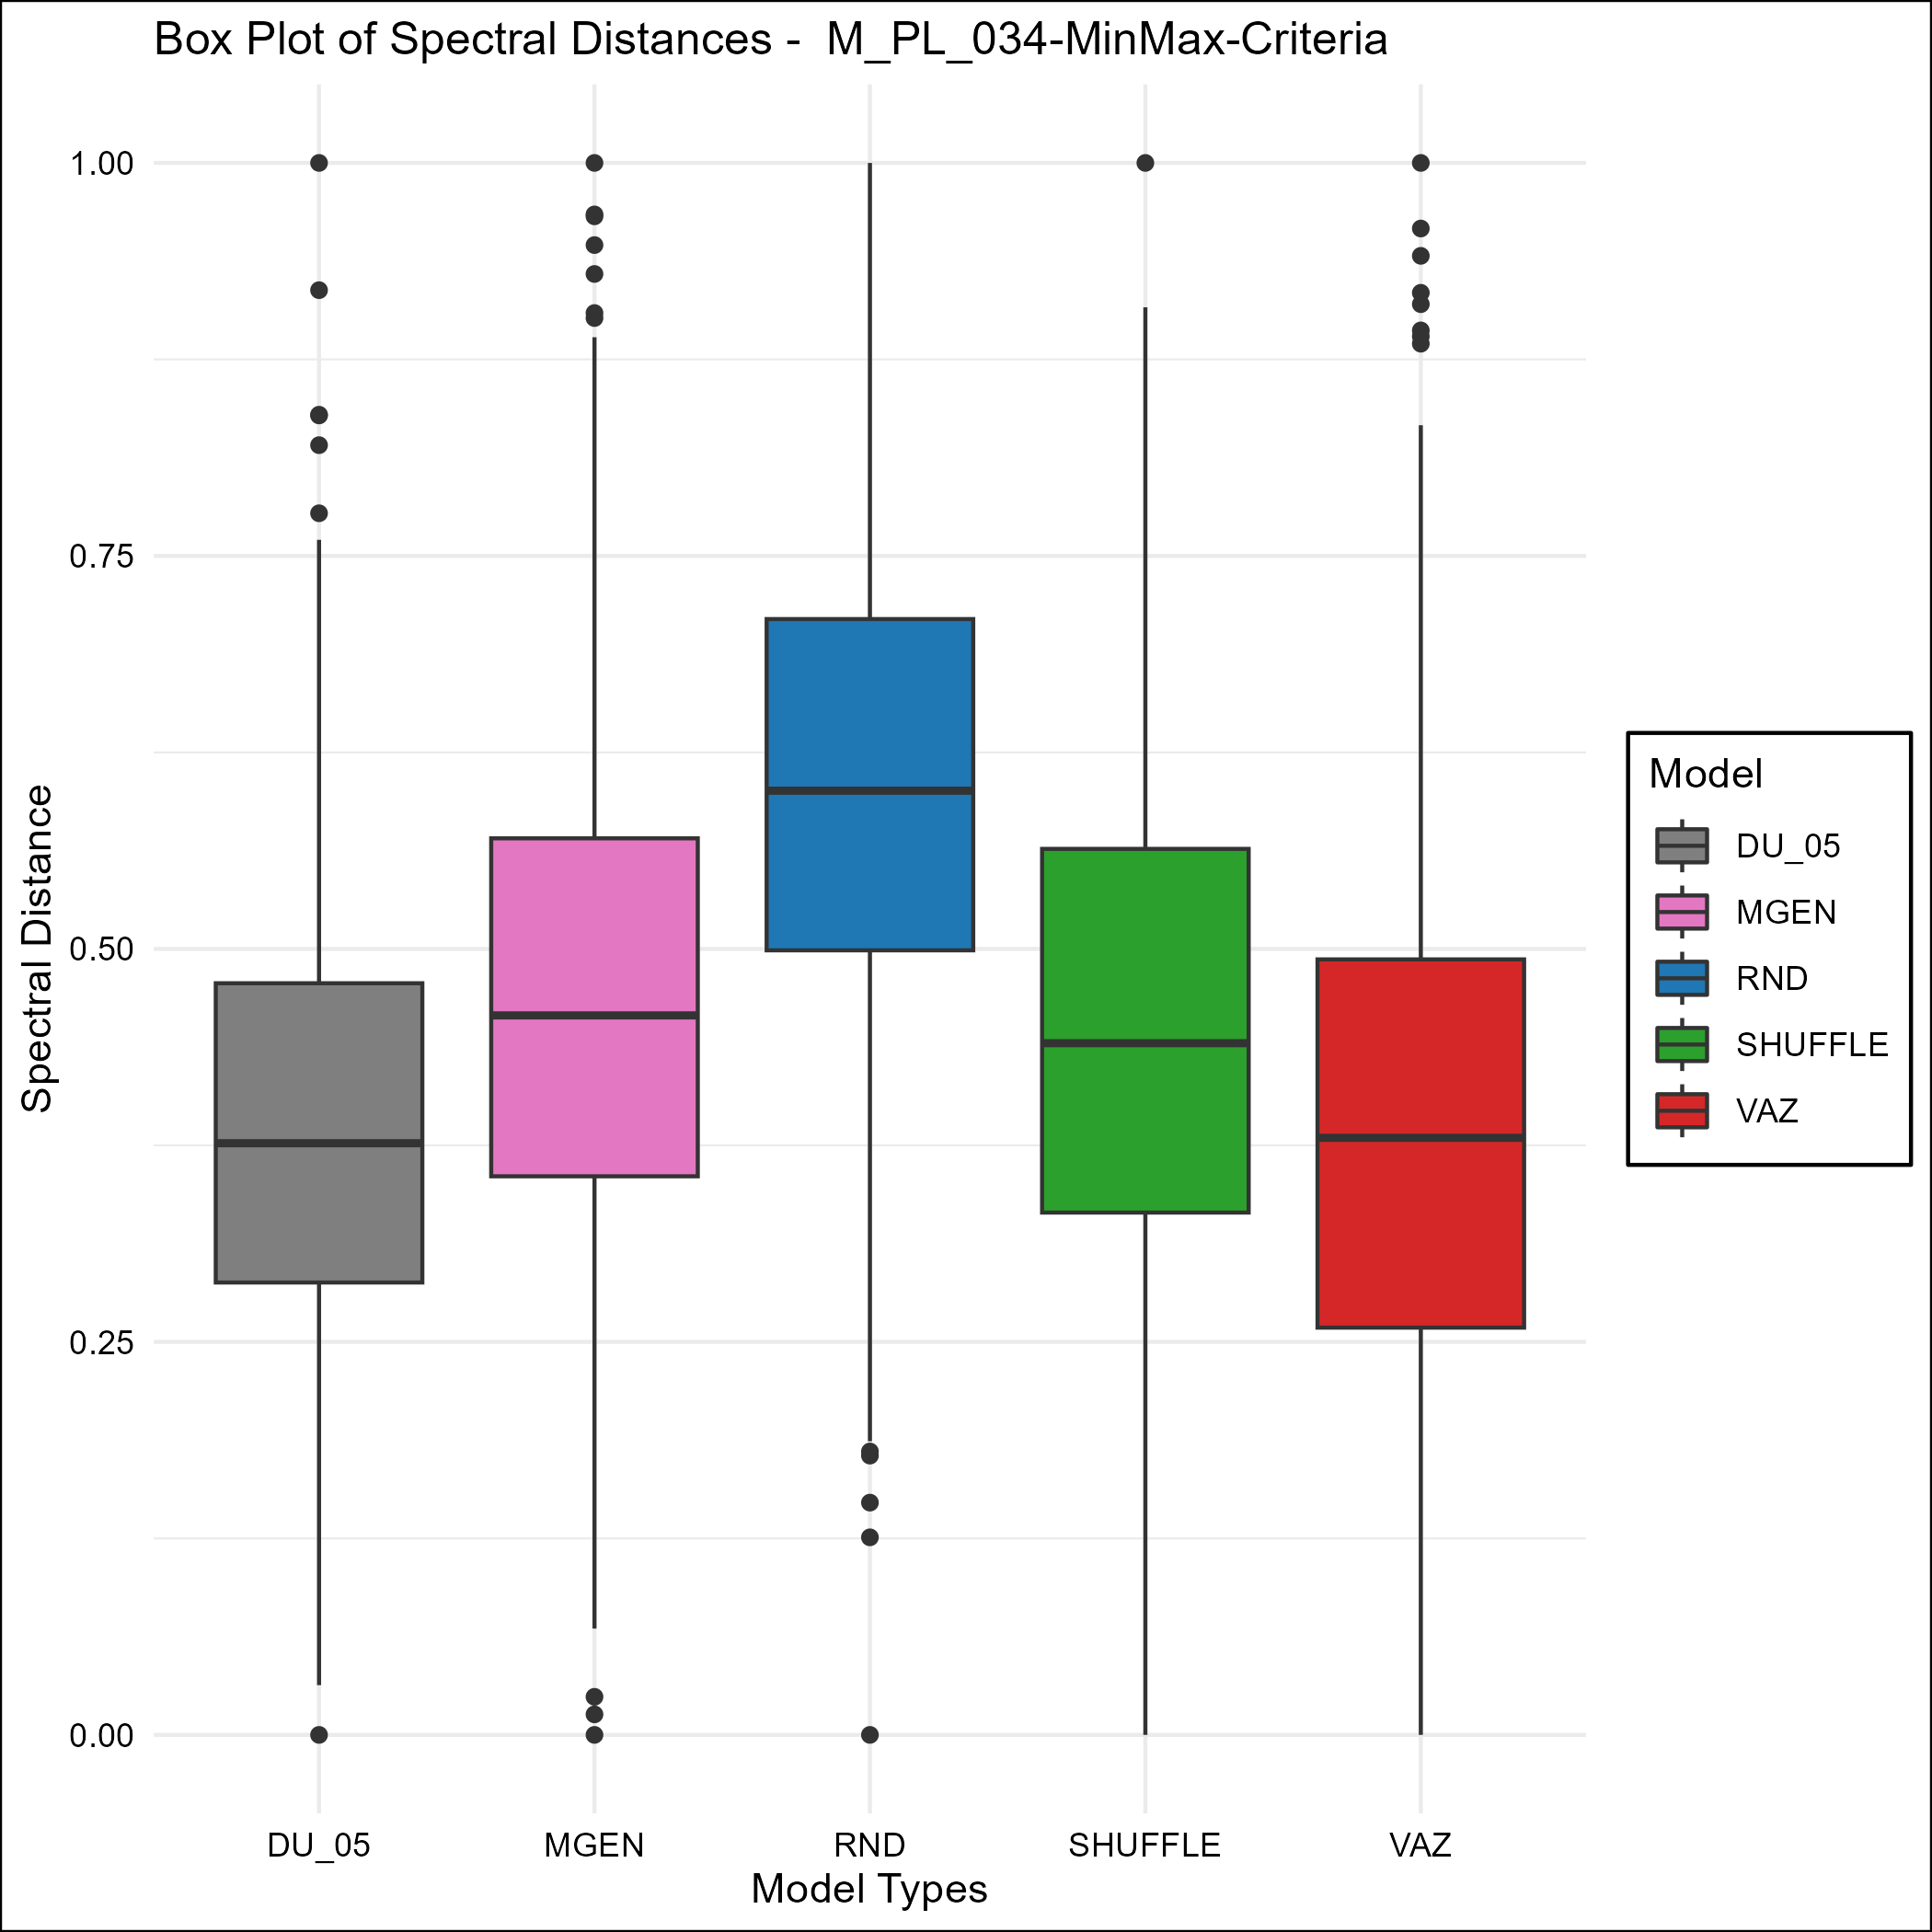 Box Plot of Spectral Distances -  M_PL_034-MinMax-Criteria
1.00
0.75
0.50
0.25
0.00
Spectral Distance
DU_05
MGEN
RND
SHUFFLE
VAZ
Model Types
Model
DU_05
MGEN
RND
SHUFFLE
VAZ